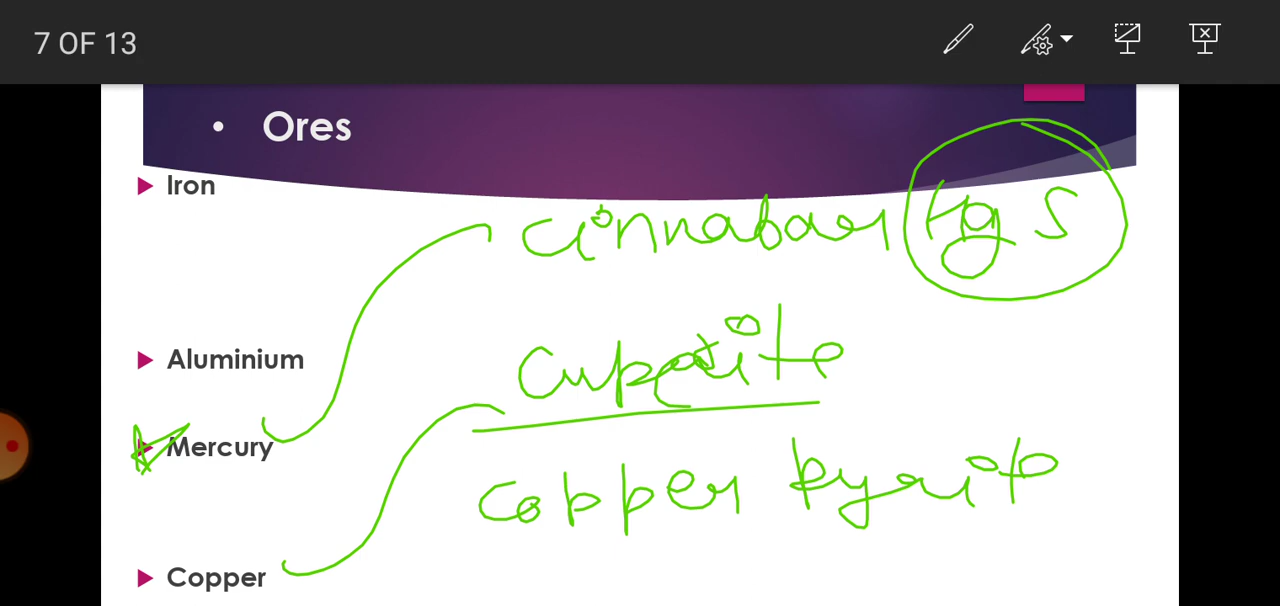 7 OF 13
• Ores
Iron
Cinnabar HgS
Aluminium
Cuprite
Mercury
Copper Pyrite
Copper